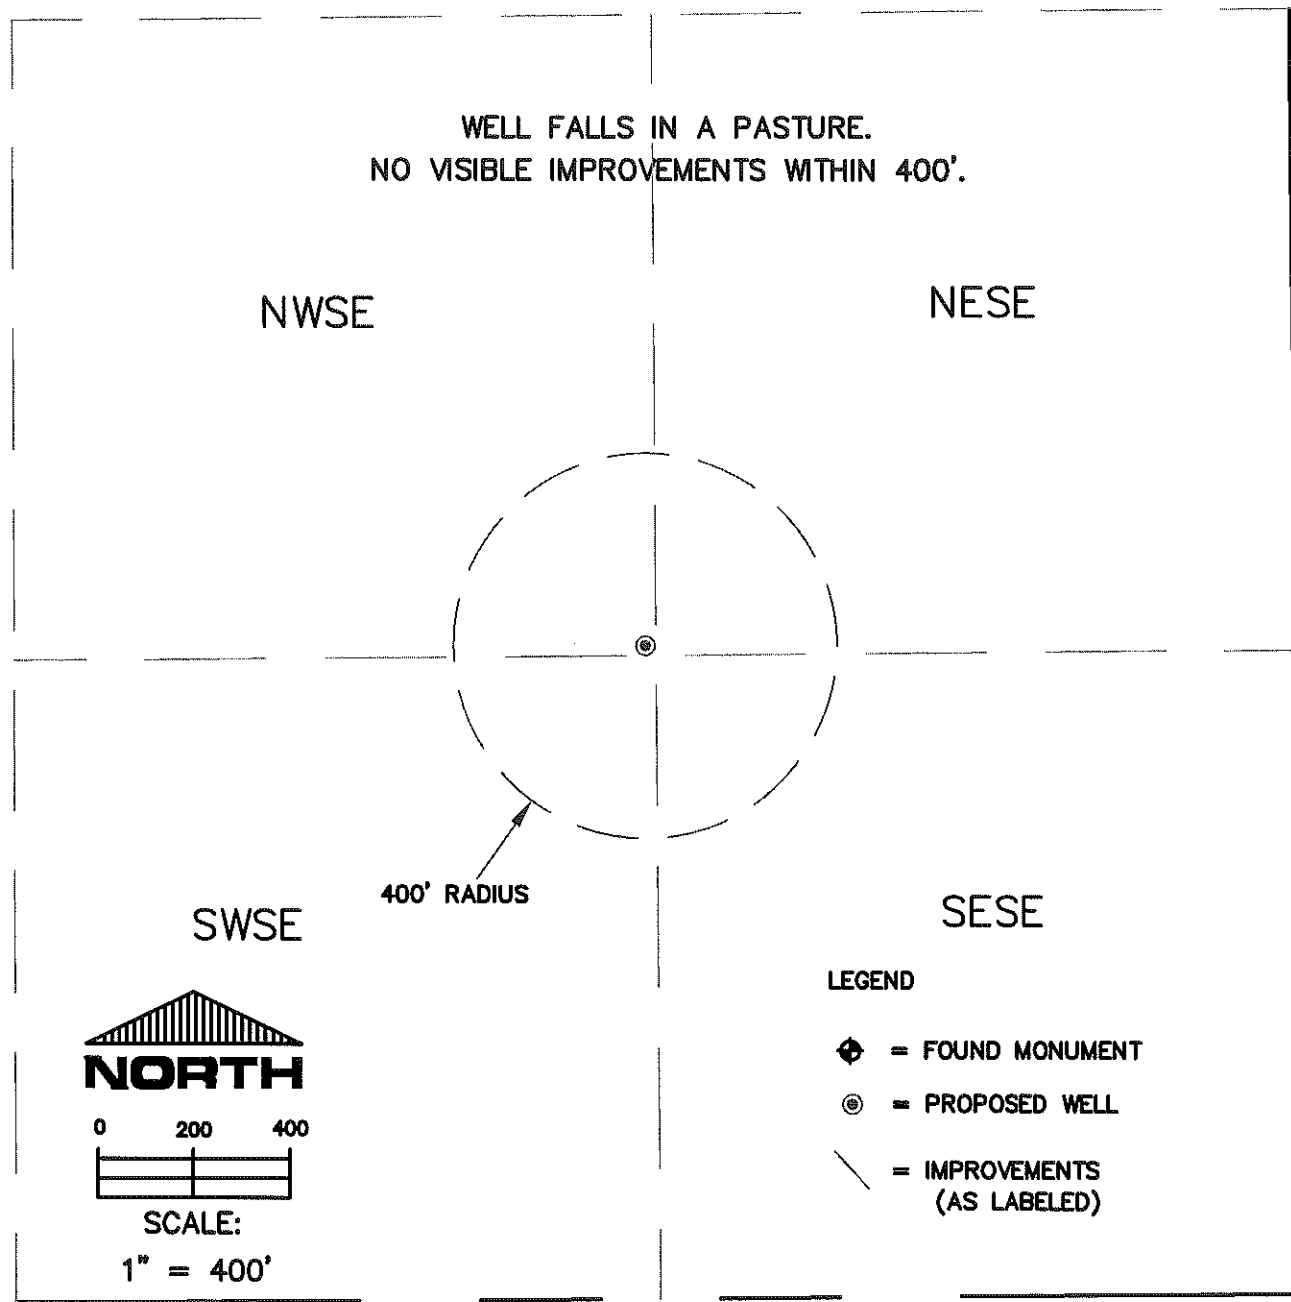 WELL FALLS IN A PASTURE.
NO VISIBLE IMPROVEMENTS WITHIN 400'.
NWSE
NESE
400' RADIUS
SWSE
SESE
LEGEND
= FOUND MONUMENT
= PROPOSED WELL
= IMPROVEMENTS
(AS LABELED)
NORTH
0 200 400
SCALE:
1" = 400'